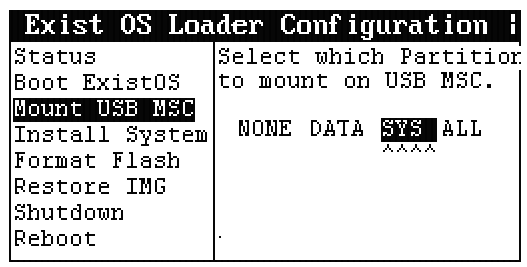 Exist OS Loader Configuration
Status
Boot ExistOS
Mount USB MSC
Install System
Format Flash
Restore IMG
Shutdown
Reboot
Select which Partition
to mount on USB MSC.
NONE DATA SYS ALL
^^^^